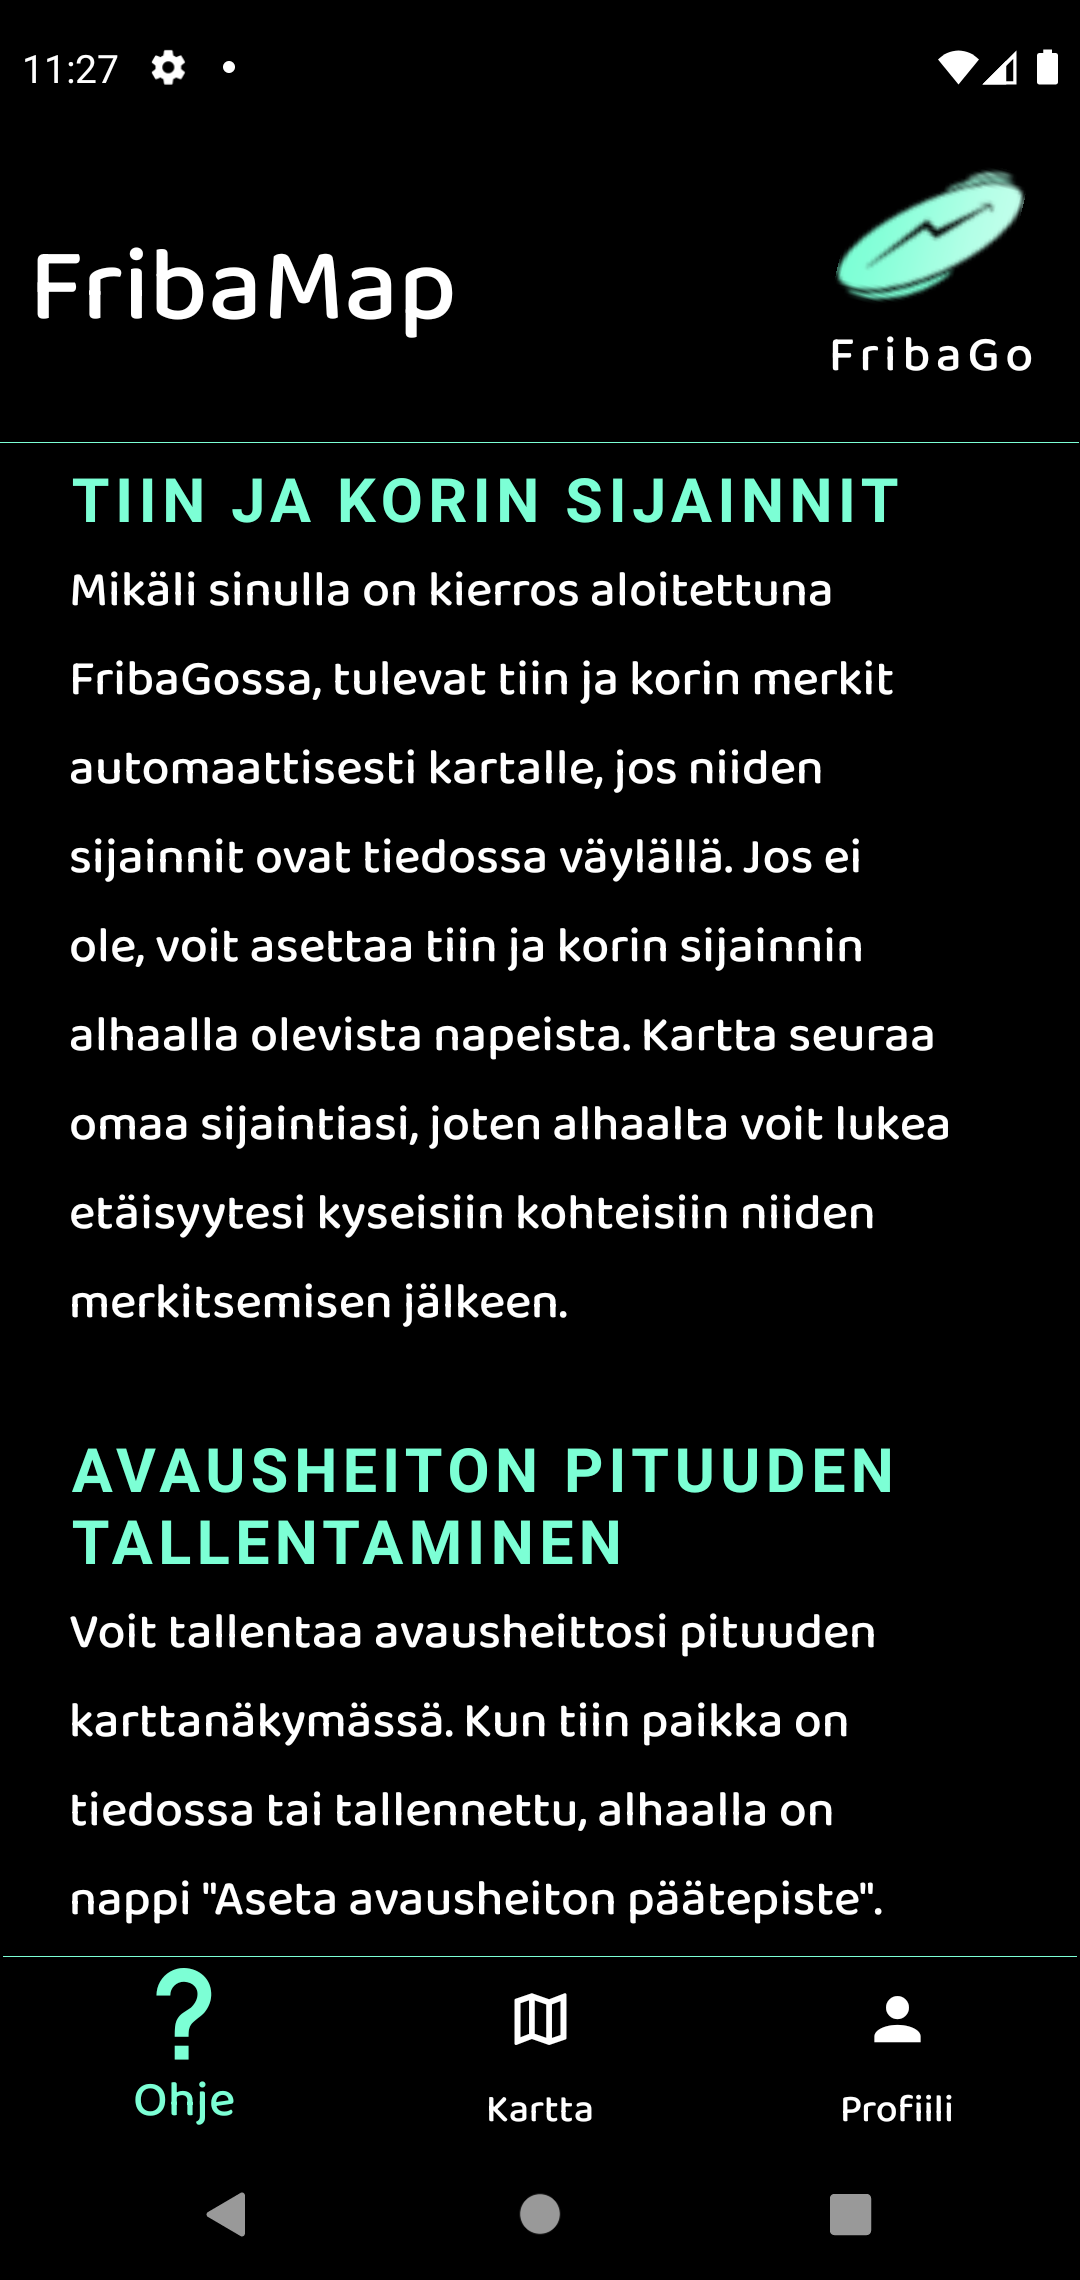 11:27
FribaMap
FribaGo
TIIN JA KORIN SIJAINNIT
Mikäli sinulla on kierros aloitettuna
FribaGossa, tulevat tiin ja korin merkit
automaattisesti kartalle, jos niiden
sijainnit ovat tiedossa väylällä. Jos ei
ole, voit asettaa tiin ja korin sijainnin
alhaalla olevista napeista. Kartta seuraa
omaa sijaintiasi, joten alhaalta voit lukea
etäisyytesi kyseisiin kohteisiin niiden
merkitsemisen jälkeen.
AVAUSHEITON PITUUDEN
TALLENTAMINEN
Voit tallentaa avausheittosi pituuden
karttanäkymässä. Kun tiin paikka on
tiedossa tai tallennettu, alhaalla on
nappi "Aseta avausheiton päätepiste".
Ohje
Kartta
Profiili